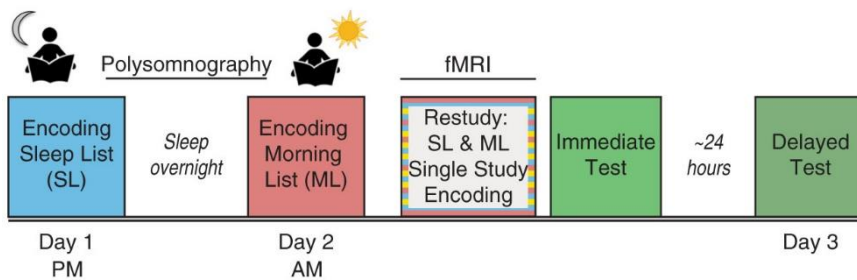 Polysomnography
fMRI
Encoding
Sleep List
(SL)
Sleep
overnight
Encoding
Morning
List (ML)
Restudy:
SL & ML
Single Study
Encoding
Immediate
Test
~24
hours
Delayed
Test
Day 1
PM
Day 2
AM
Day 3